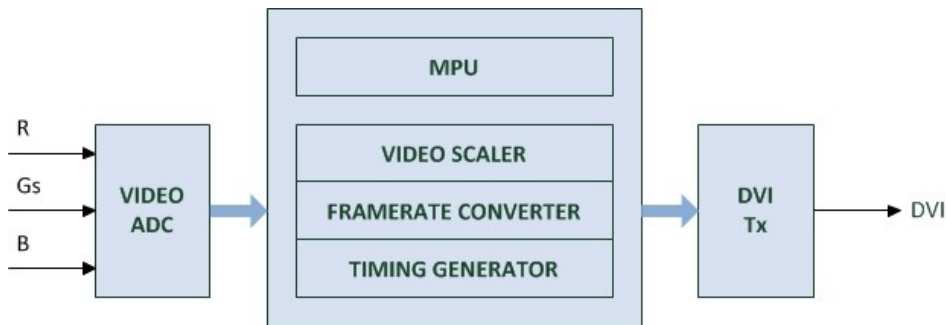 R
Gs
B
VIDEO
ADC
MPU
VIDEO SCALER
FRAMERATE CONVERTER
TIMING GENERATOR
DVI
Tx
DVI